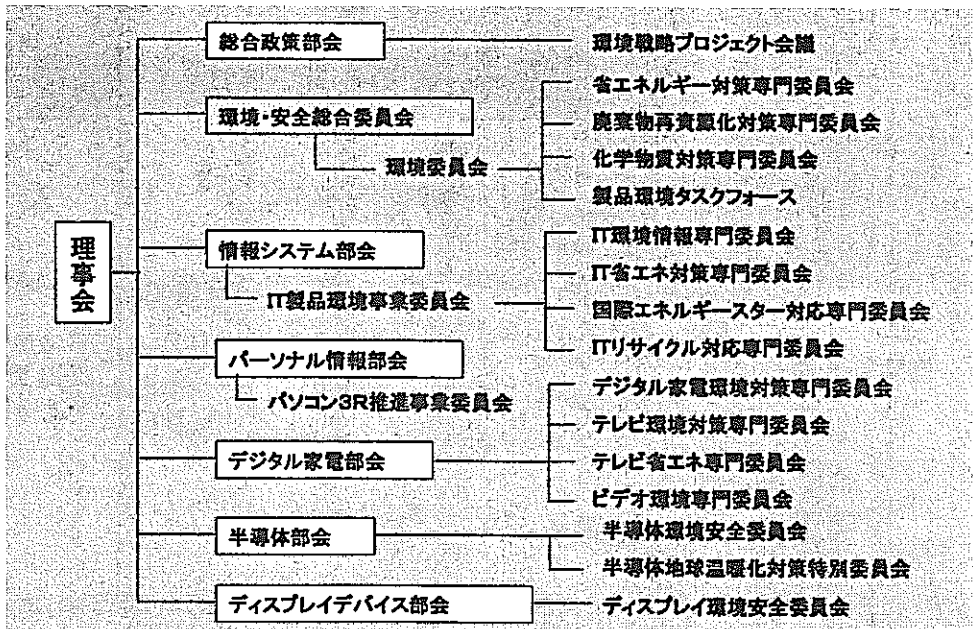 理事会
総合政策部会
環境戦略プロジェクト会議
環境・安全総合委員会
環境委員会
省エネルギー対策専門委員会
廃棄物再資源化対策専門委員会
化学物質対策専門委員会
製品環境タスクフォース
情報システム部会
IT製品環境事業委員会
IT環境情報専門委員会
IT省エネ対策専門委員会
国際エネルギースター対応専門委員会
ITリサイクル対応専門委員会
パーソナル情報部会
パソコン3R推進事業委員会
デジタル家電部会
デジタル家電環境対策専門委員会
テレビ環境対策専門委員会
テレビ省エネ専門委員会
ビデオ環境専門委員会
半導体部会
半導体環境安全委員会
半導体地球温暖化対策特別委員会
ディスプレイデバイス部会
ディスプレイ環境安全委員会